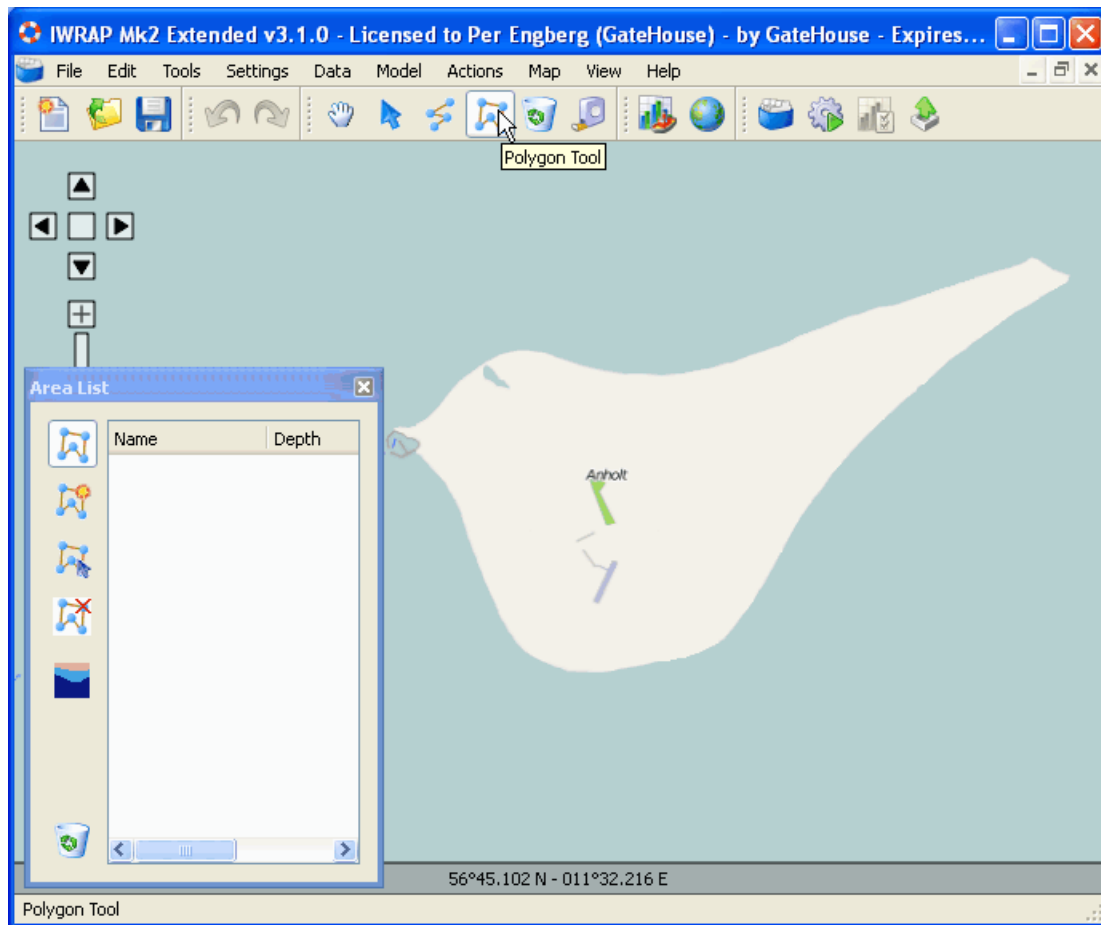 IWRAP Mk2 Extended v3.1.0 - Licensed to Per Engberg (GateHouse) - by GateHouse - Expires...
File Edit Tools Settings Data Model Actions Map View Help
Polygon Tool
Area List
Name Depth
Anholt
56°45.102 N - 011°32.216 E
Polygon Tool